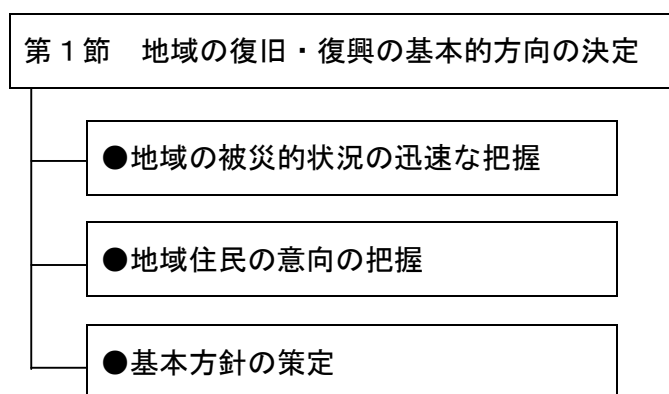 第1節　地域の復旧・復興の基本的方向の決定
●地域の被災的状況の迅速な把握
●地域住民の意向の把握
●基本方針の策定